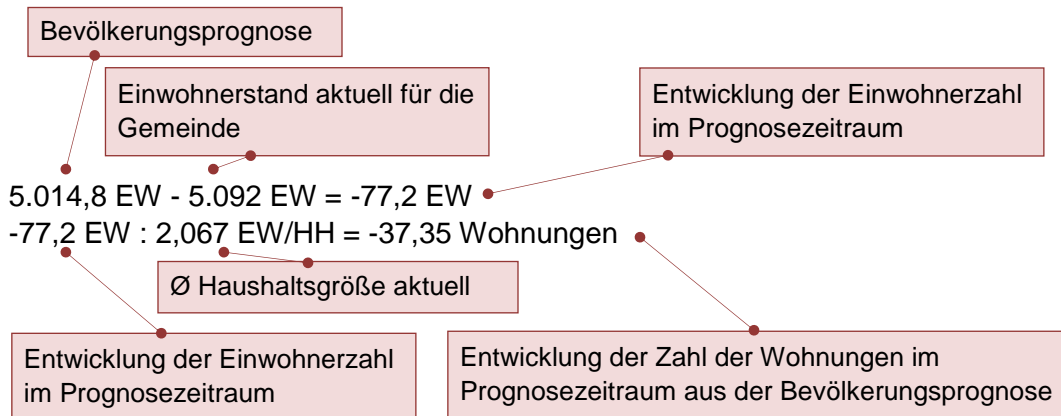 Bevölkerungsprognose
Einwohnerstand aktuell für die
Gemeinde
Entwicklung der Einwohnerzahl
im Prognosezeitraum
5.014,8 EW - 5.092 EW = -77,2 EW
-77,2 EW : 2,067 EW/HH = -37,35 Wohnungen
Ø Haushaltsgröße aktuell
Entwicklung der Einwohnerzahl
im Prognosezeitraum
Entwicklung der Zahl der Wohnungen im
Prognosezeitraum aus der Bevölkerungsprognose